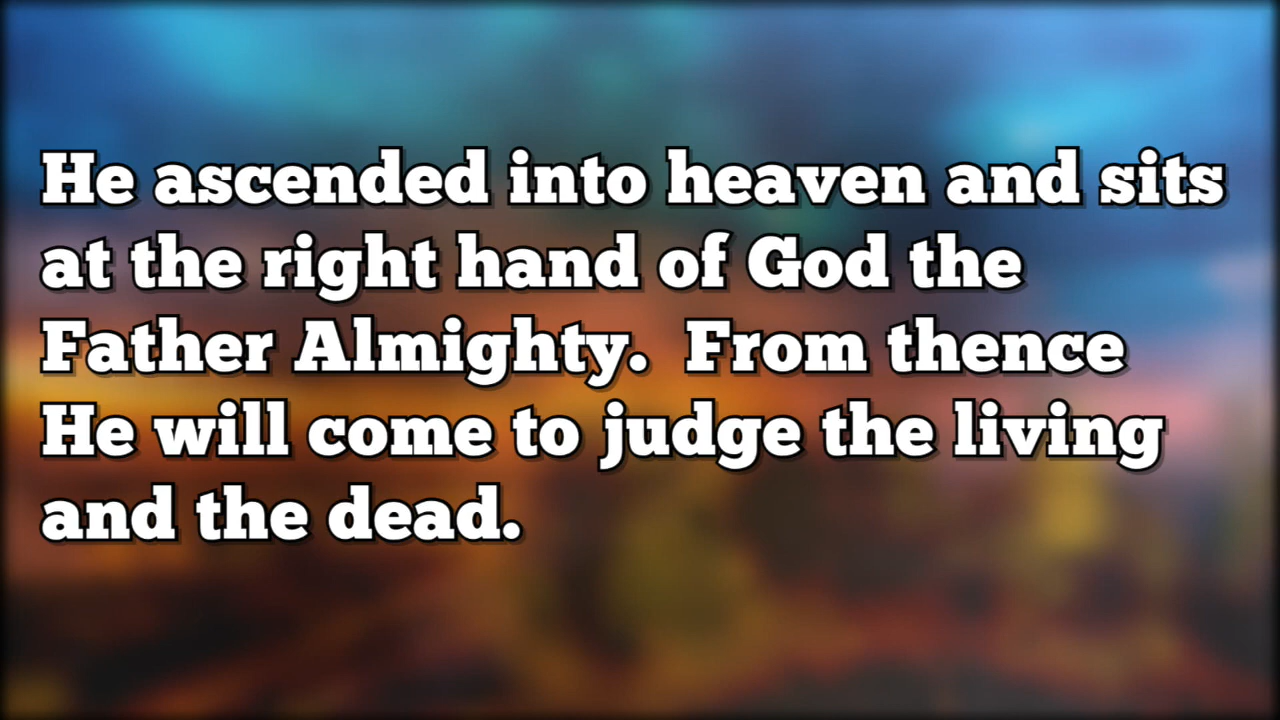 He ascended into heaven and sits
at the right hand of God the
Father Almighty.  From thence
He will come to judge the living
and the dead.